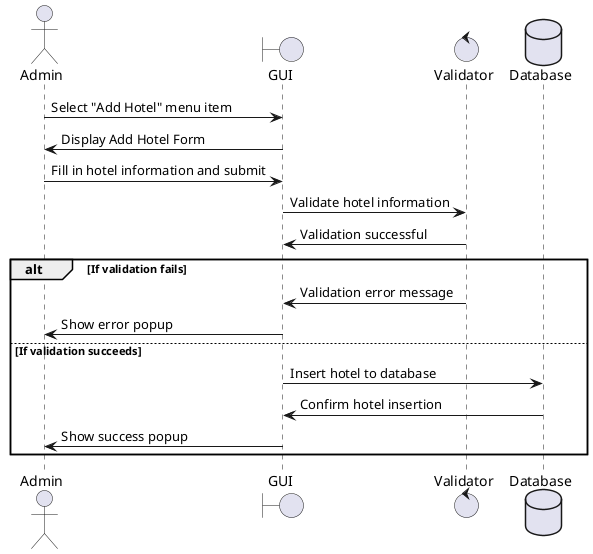 Admin
GUI
Validator
Database
Select "Add Hotel" menu item
Display Add Hotel Form
Fill in hotel information and submit
Validate hotel information
Validation successful
alt [If validation fails]
Validation error message
Show error popup
[If validation succeeds]
Insert hotel to database
Confirm hotel insertion
Show success popup
Admin
GUI
Validator
Database